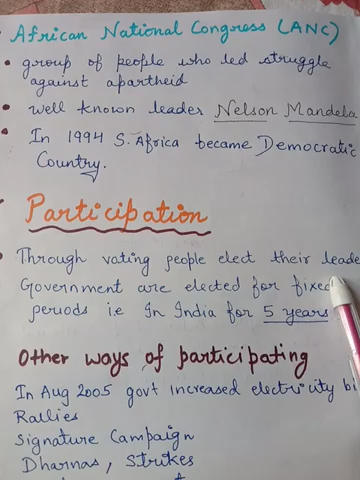 African National Congress (ANC)
• group of people who led struggle
against apartheid
• well known leader Nelson Mandela
• In 1994 S. Africa became Democratic
Country.
Participation
• Through voting people elect their leade
Government are elected for fixed
periods i.e In India for 5 years
Other ways of participating
In Aug 2005 govt increased electricity bi
Rallies
Signature Campaign
Dharnas, Strikes